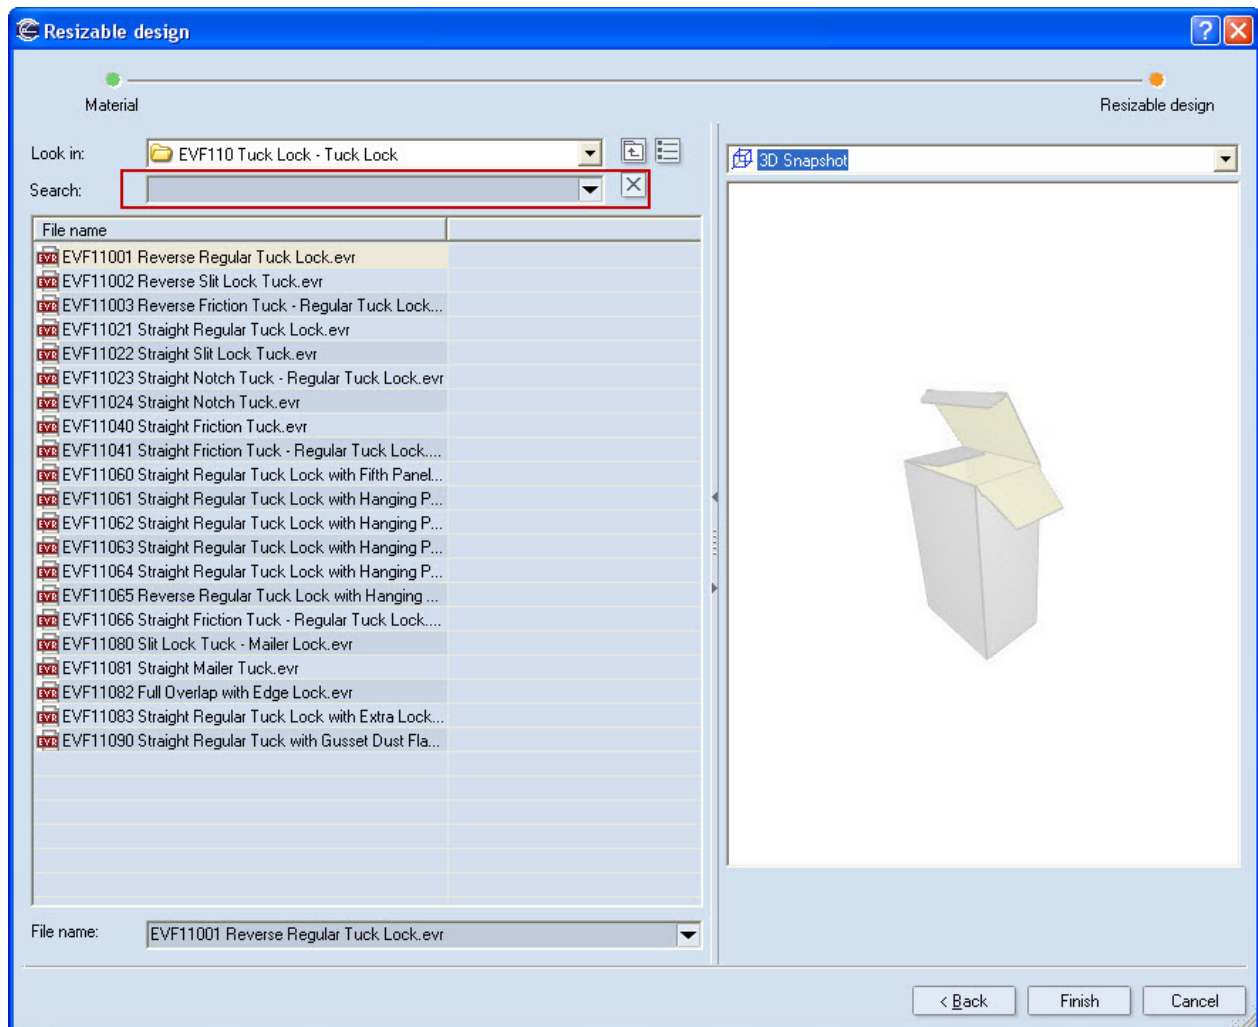 Resizable design
Material
Resizable design
Look in:
EVF110 Tuck Lock - Tuck Lock
Search:
File name
EVF11001 Reverse Regular Tuck Lock.evr
EVF11002 Reverse Slit Lock Tuck.evr
EVF11003 Reverse Friction Tuck - Regular Tuck Lock...
EVF11021 Straight Regular Tuck Lock.evr
EVF11022 Straight Slit Lock Tuck.evr
EVF11023 Straight Notch Tuck - Regular Tuck Lock.evr
EVF11024 Straight Notch Tuck.evr
EVF11040 Straight Friction Tuck.evr
EVF11041 Straight Friction Tuck - Regular Tuck Lock....
EVF11060 Straight Regular Tuck Lock with Fifth Panel...
EVF11061 Straight Regular Tuck Lock with Hanging P...
EVF11062 Straight Regular Tuck Lock with Hanging P...
EVF11063 Straight Regular Tuck Lock with Hanging P...
EVF11064 Straight Regular Tuck Lock with Hanging P...
EVF11065 Reverse Regular Tuck Lock with Hanging ...
EVF11066 Straight Friction Tuck - Regular Tuck Lock....
EVF11080 Slit Lock Tuck - Mailer Lock.evr
EVF11081 Straight Mailer Tuck.evr
EVF11082 Full Overlap with Edge Lock.evr
EVF11083 Straight Regular Tuck Lock with Extra Lock...
EVF11090 Straight Regular Tuck with Gusset Dust Fla...
File name:
EVF11001 Reverse Regular Tuck Lock.evr
3D Snapshot
< Back
Finish
Cancel